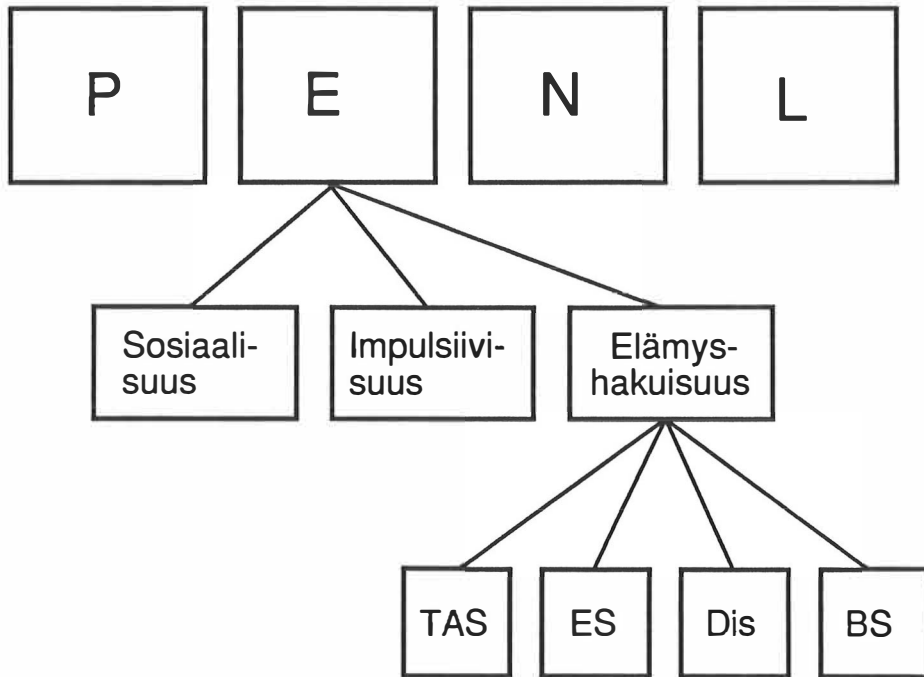 P
E
N
L
Sosiaali-
suus
Impulsiivi-
suus
Elämys-
hakuisuus
TAS
ES
Dis
BS